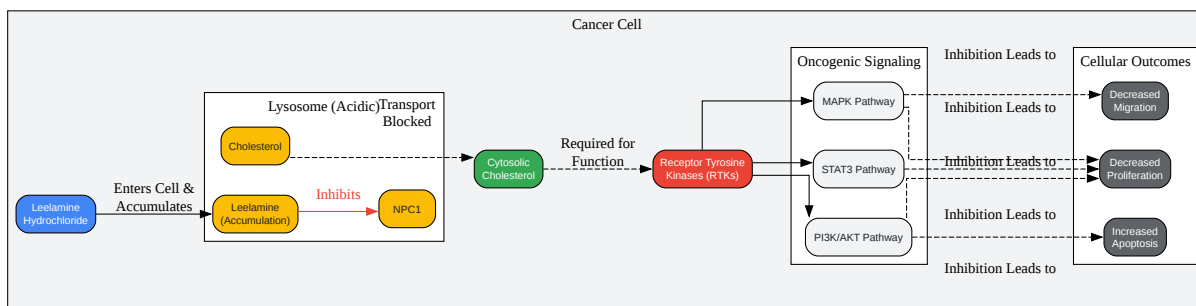 Cancer Cell
Oncogenic Signaling
Inhibition Leads to
Cellular Outcomes
MAPK Pathway
Decreased
Migration
Inhibition Leads to
Lysosome (Acidic)
Transport
Blocked
Cholesterol
Cytosolic
Cholesterol
Required for
Function
Receptor Tyrosine
Kinases (RTKs)
STAT3 Pathway
Inhibition Leads to
Decreased
Proliferation
Leelamine
Hydrochloride
Enters Cell &
Accumulates
Leelamine
(Accumulation)
Inhibits
NPC1
Inhibition Leads to
PI3K/AKT Pathway
Increased
Apoptosis
Inhibition Leads to